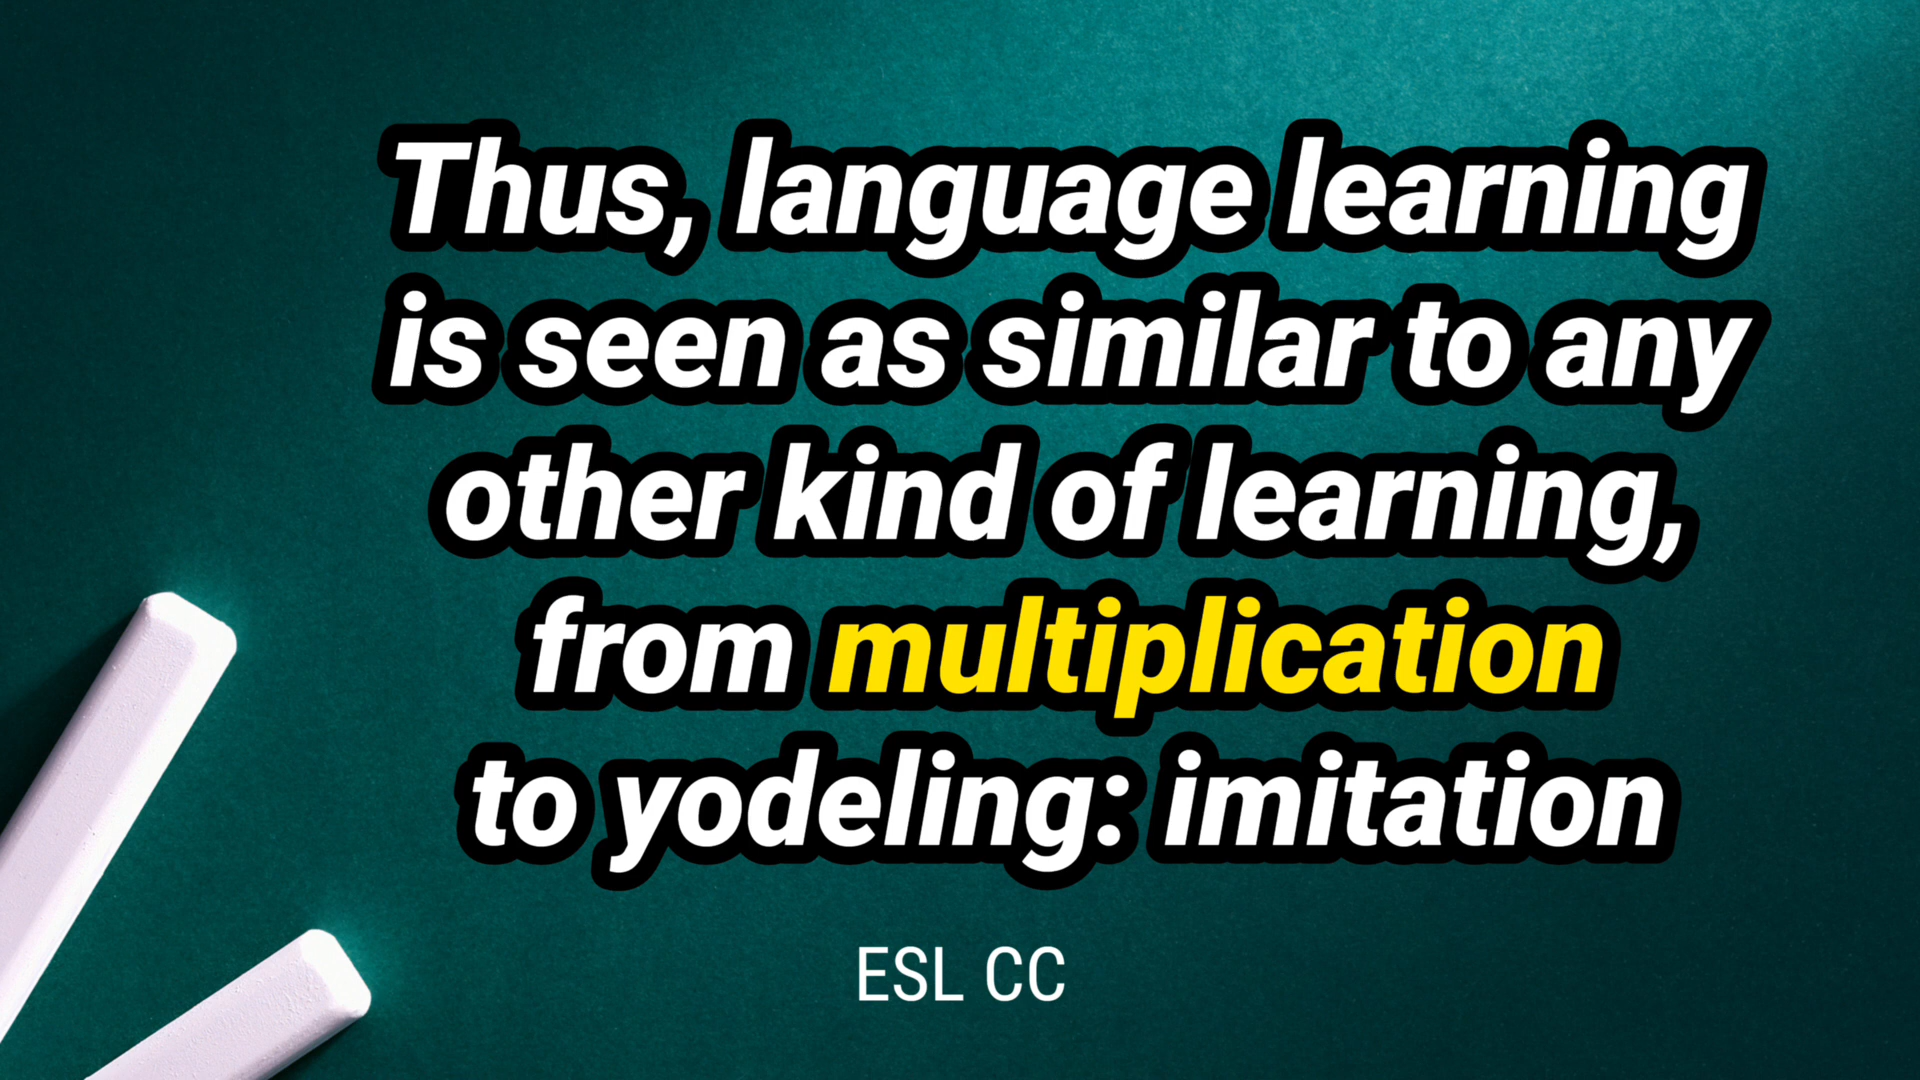 Thus, language learning
is seen as similar to any
other kind of learning,
from multiplication
to yodeling: imitation
ESL CC